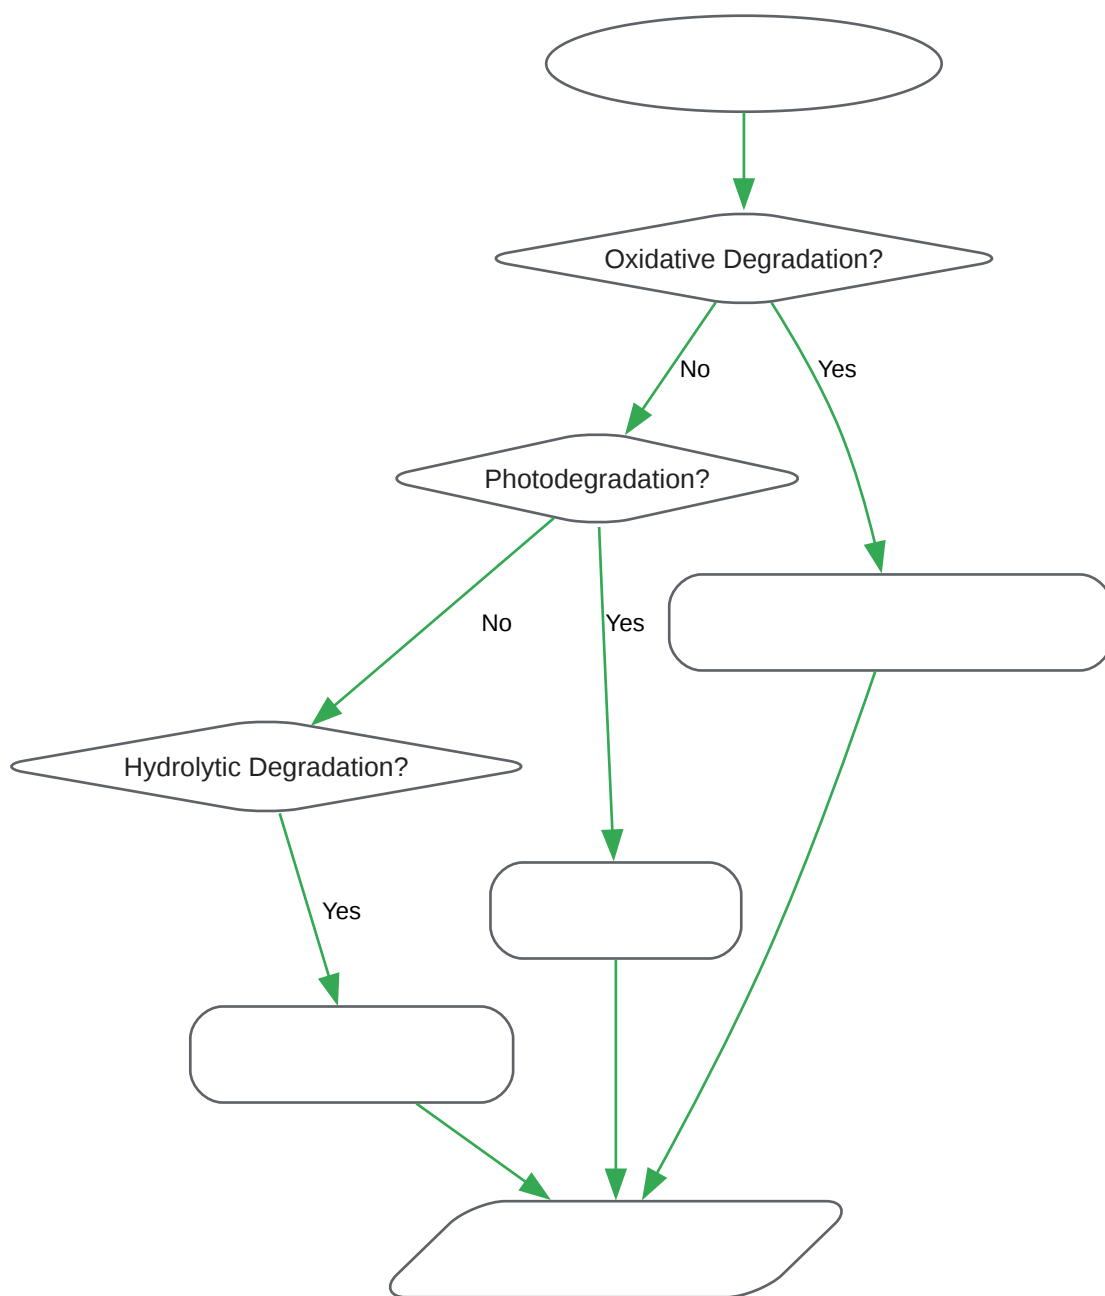 Oxidative Degradation?
No
Yes
Photodegradation?
No
Yes
Hydrolytic Degradation?
Yes